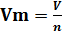 Vm = V/n